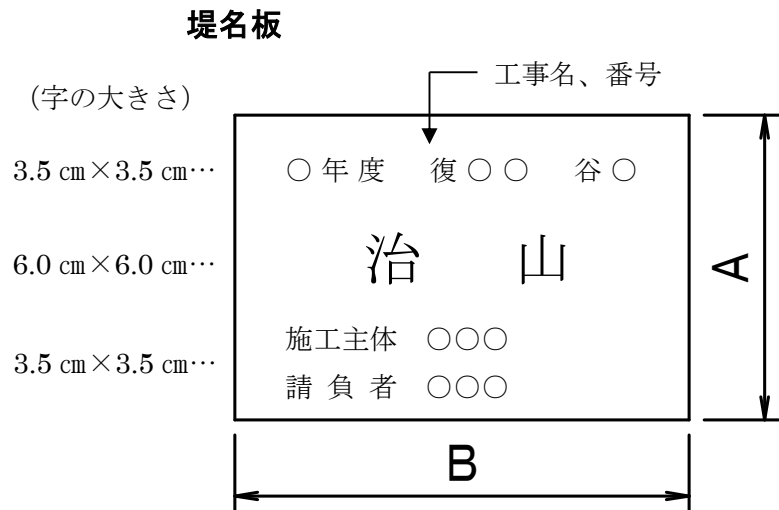 堤名板
工事名、番号
（字の大きさ）
3.5 ㎝×3.5 ㎝…
○年度　復○○　谷○
6.0 ㎝×6.0 ㎝…
治　山
A
3.5 ㎝×3.5 ㎝…
施工主体　○○○
請 負 者　○○○
B